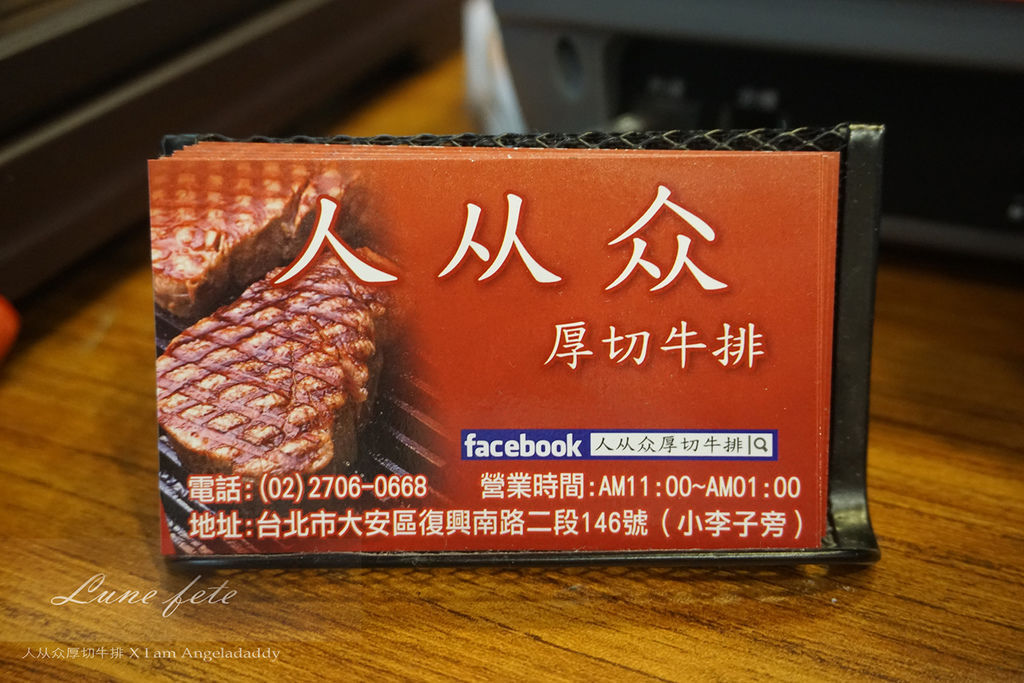 人从众
厚切牛排
facebook 人从众厚切牛排
電話:(02)2706-0668 營業時間:AM11:00~AM01:00
地址:台北市大安區復興南路二段146號(小李子旁)
Lune fete
人从众厚切牛排 X I am Angeladaddy